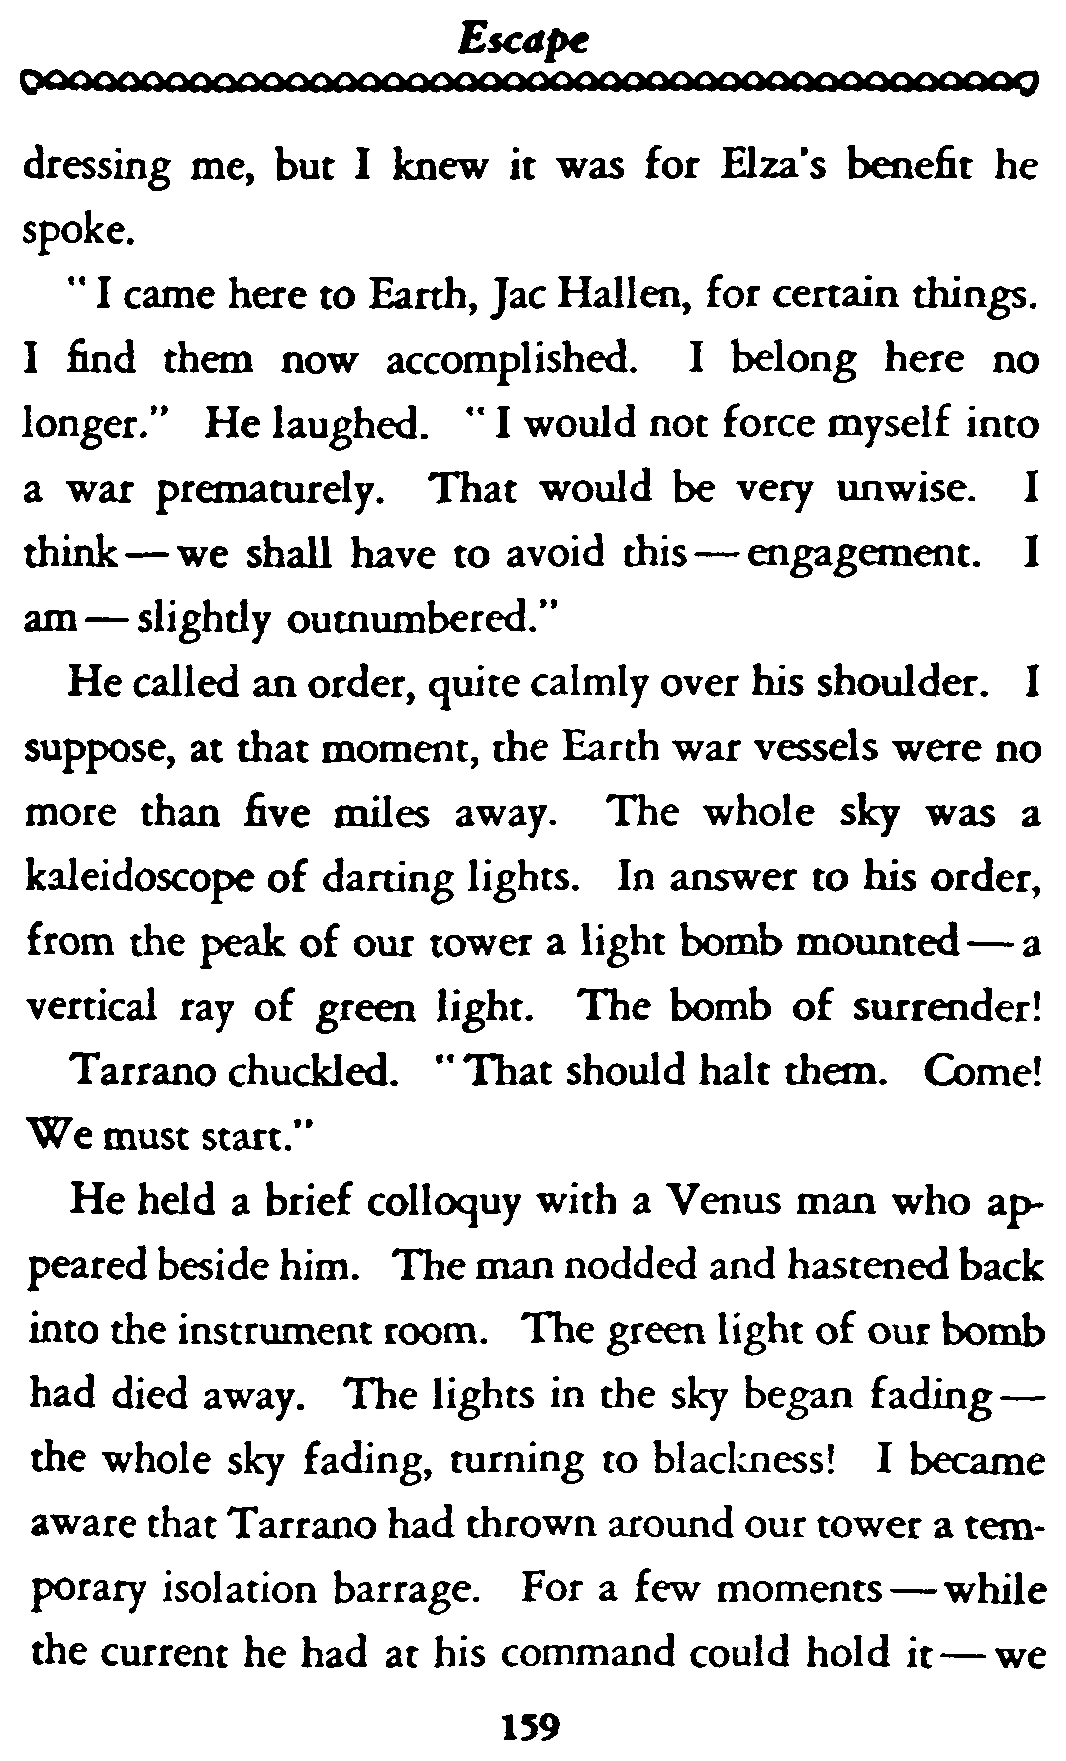 Escape
dressing me, but I knew it was for Elza's benefit he
spoke.
"I came here to Earth, Jac Hallen, for certain things.
I find them now accomplished. I belong here no
longer." He laughed. "I would not force myself into
a war prematurely. That would be very unwise. I
think—we shall have to avoid this—engagement. I
am—slightly outnumbered."
He called an order, quite calmly over his shoulder. I
suppose, at that moment, the Earth war vessels were no
more than five miles away. The whole sky was a
kaleidoscope of darting lights. In answer to his order,
from the peak of our tower a light bomb mounted—a
vertical ray of green light. The bomb of surrender!
Tarrano chuckled. "That should halt them. Come!
We must start."
He held a brief colloquy with a Venus man who ap-
peared beside him. The man nodded and hastened back
into the instrument room. The green light of our bomb
had died away. The lights in the sky began fading—
the whole sky fading, turning to blackness! I became
aware that Tarrano had thrown around our tower a tem-
porary isolation barrage. For a few moments—while
the current he had at his command could hold it—we
159